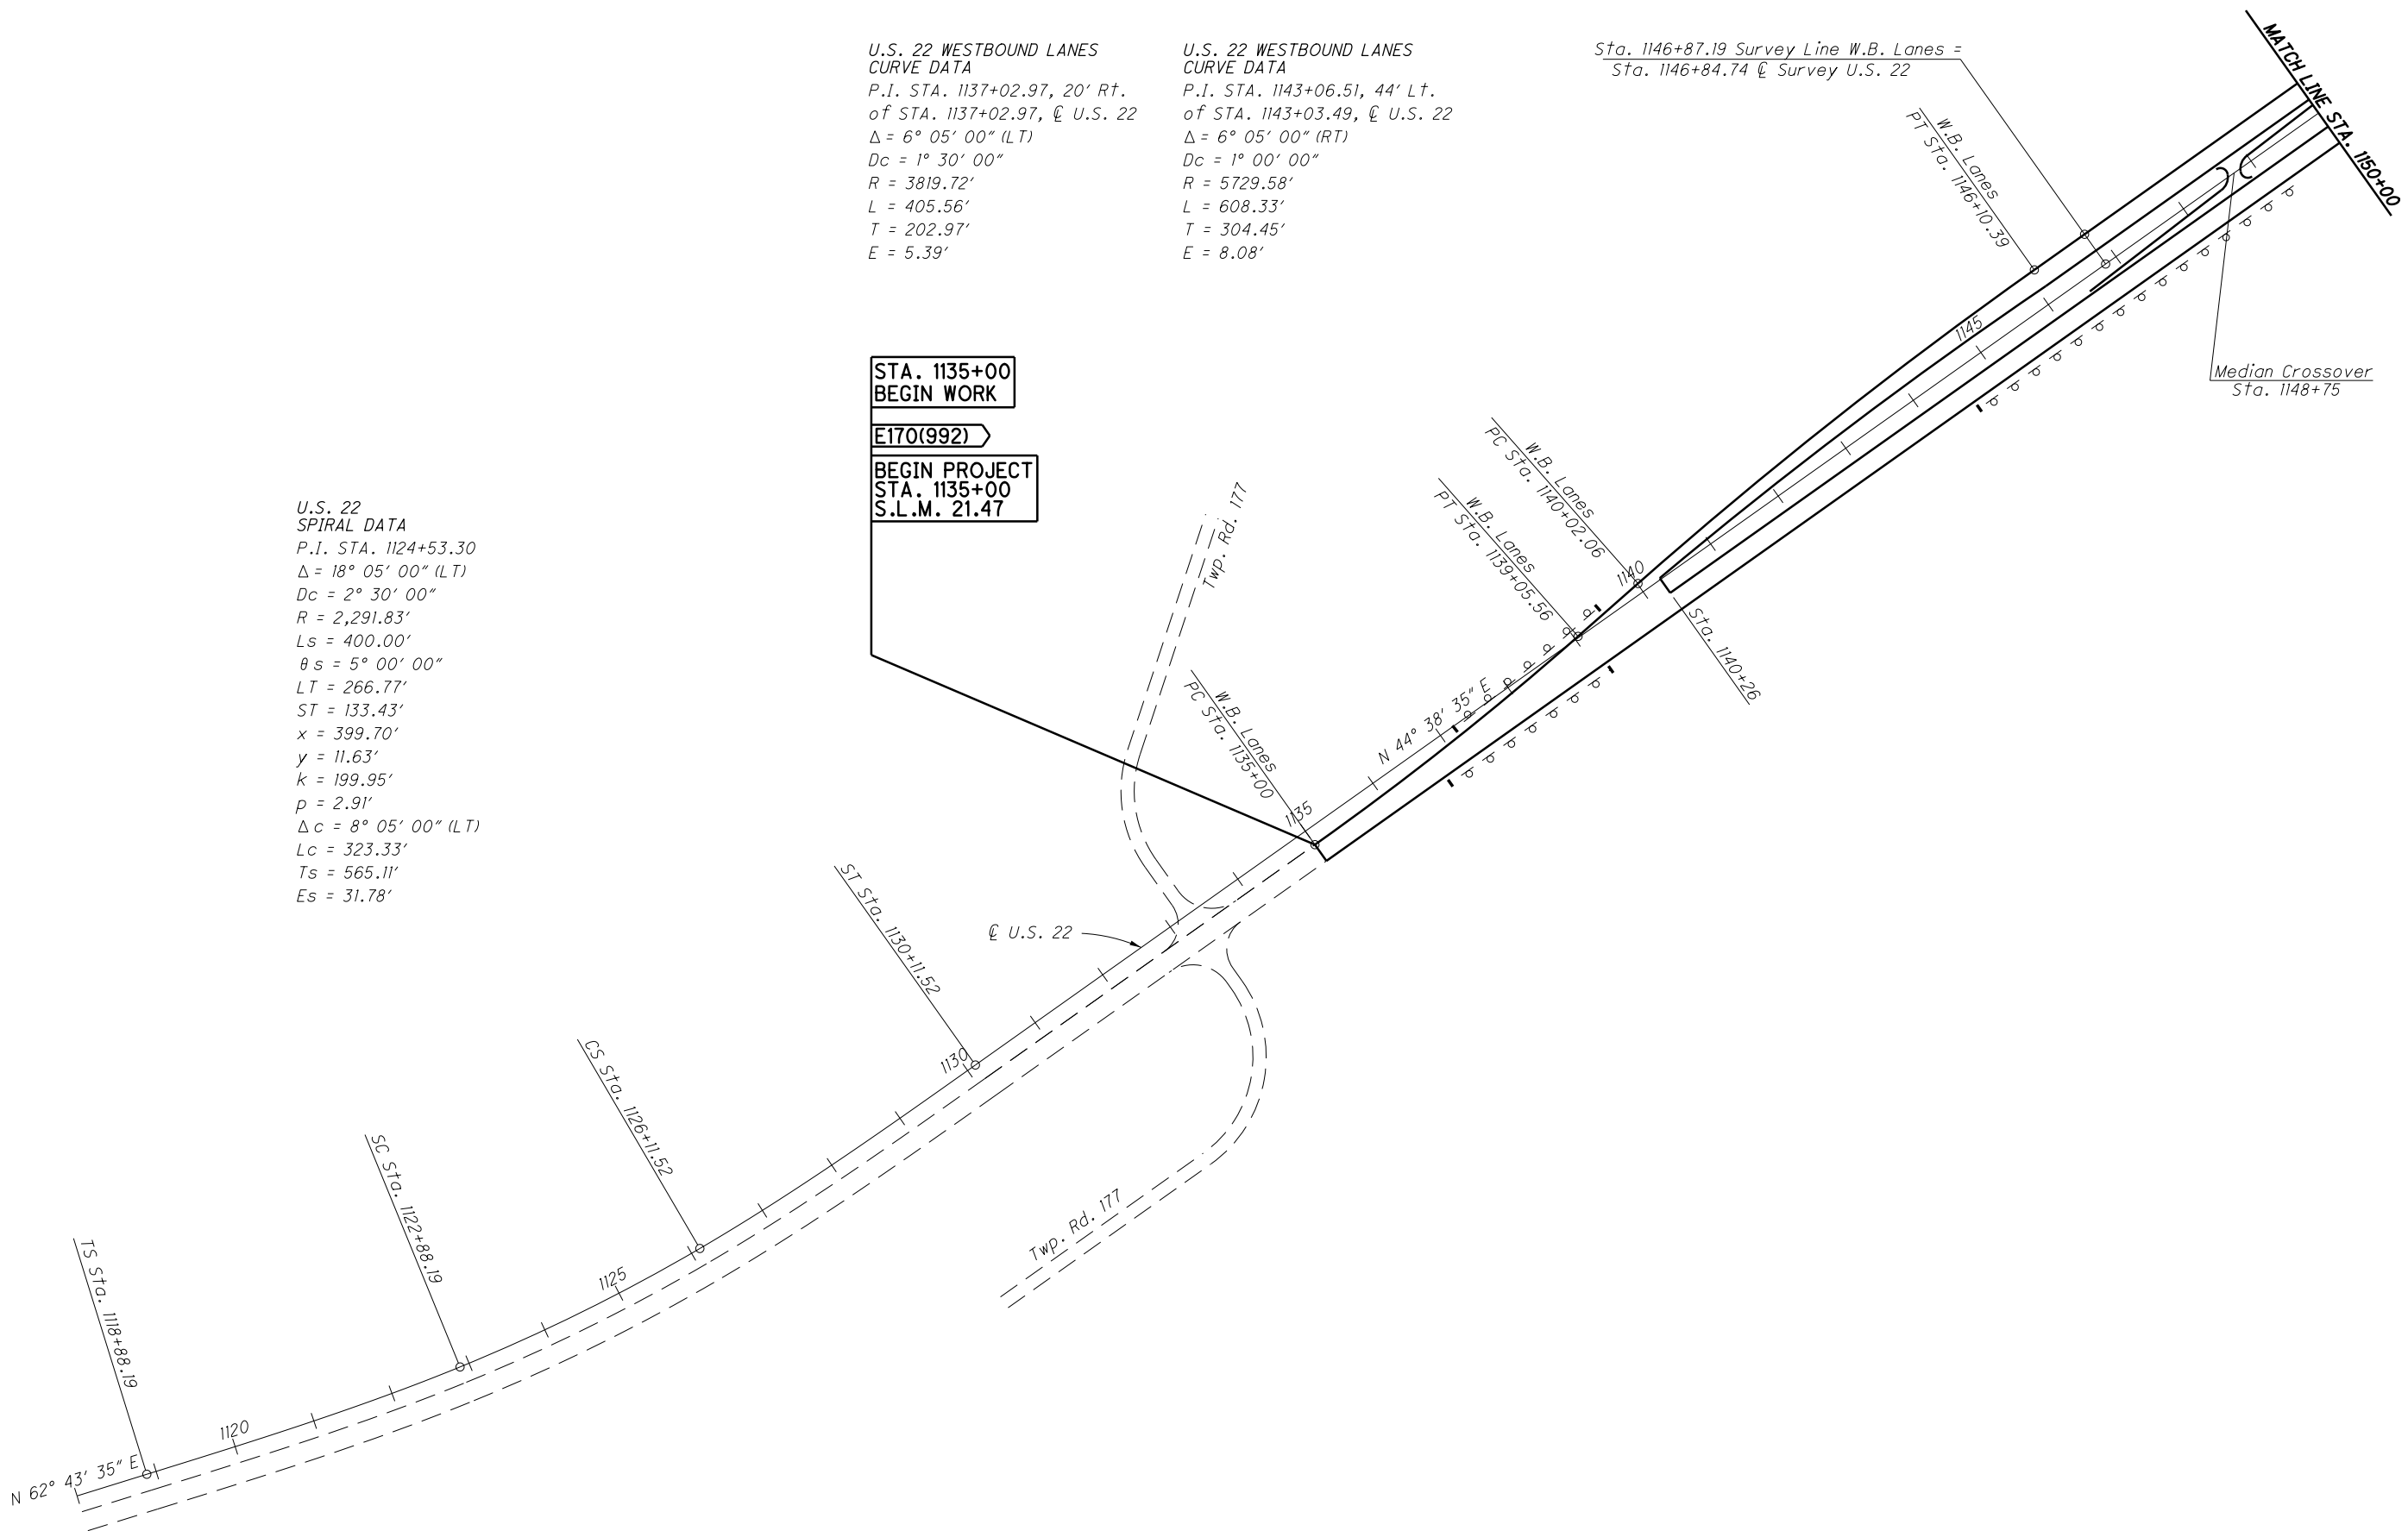 U.S. 22 WESTBOUND LANES
CURVE DATA
P.I. STA. 1137+02.97, 20' Rt.
of STA. 1137+02.97, ℄ U.S. 22
Δ = 6° 05' 00" (LT)
Dc = 1° 30' 00"
R = 3819.72'
L = 405.56'
T = 202.97'
E = 5.39'
U.S. 22 WESTBOUND LANES
CURVE DATA
P.I. STA. 1143+06.51, 44' Lt.
of STA. 1143+03.49, ℄ U.S. 22
Δ = 6° 05' 00" (RT)
Dc = 1° 00' 00"
R = 5729.58'
L = 608.33'
T = 304.45'
E = 8.08'
Sta. 1146+87.19 Survey Line W.B. Lanes =
Sta. 1146+84.74 ℄ Survey U.S. 22
MATCH LINE STA. 1150+00
W.B. Lanes
PT Sta. 1146+10.39
1145
Median Crossover
Sta. 1148+75
STA. 1135+00
BEGIN WORK
E170(992)
BEGIN PROJECT
STA. 1135+00
S.L.M. 21.47
W.B. Lanes
PC Sta. 1140+02.06
W.B. Lanes
PT Sta. 1139+05.56
1140
Sta. 1140+26
Twp. Rd. 177
N 44° 38' 35" E
W.B. Lanes
PC Sta. 1135+00
1135
U.S. 22
SPIRAL DATA
P.I. STA. 1124+53.30
Δ = 18° 05' 00" (LT)
Dc = 2° 30' 00"
R = 2,291.83'
Ls = 400.00'
θs = 5° 00' 00"
LT = 266.77'
ST = 133.43'
x = 399.70'
y = 11.63'
k = 199.95'
p = 2.91'
Δc = 8° 05' 00" (LT)
Lc = 323.33'
Ts = 565.11'
Es = 31.78'
ST Sta. 1130+11.52
℄ U.S. 22
1130
CS Sta. 1126+11.52
SC Sta. 1122+88.19
Twp. Rd. 177
1125
TS Sta. 1118+88.19
1120
N 62° 43' 35" E